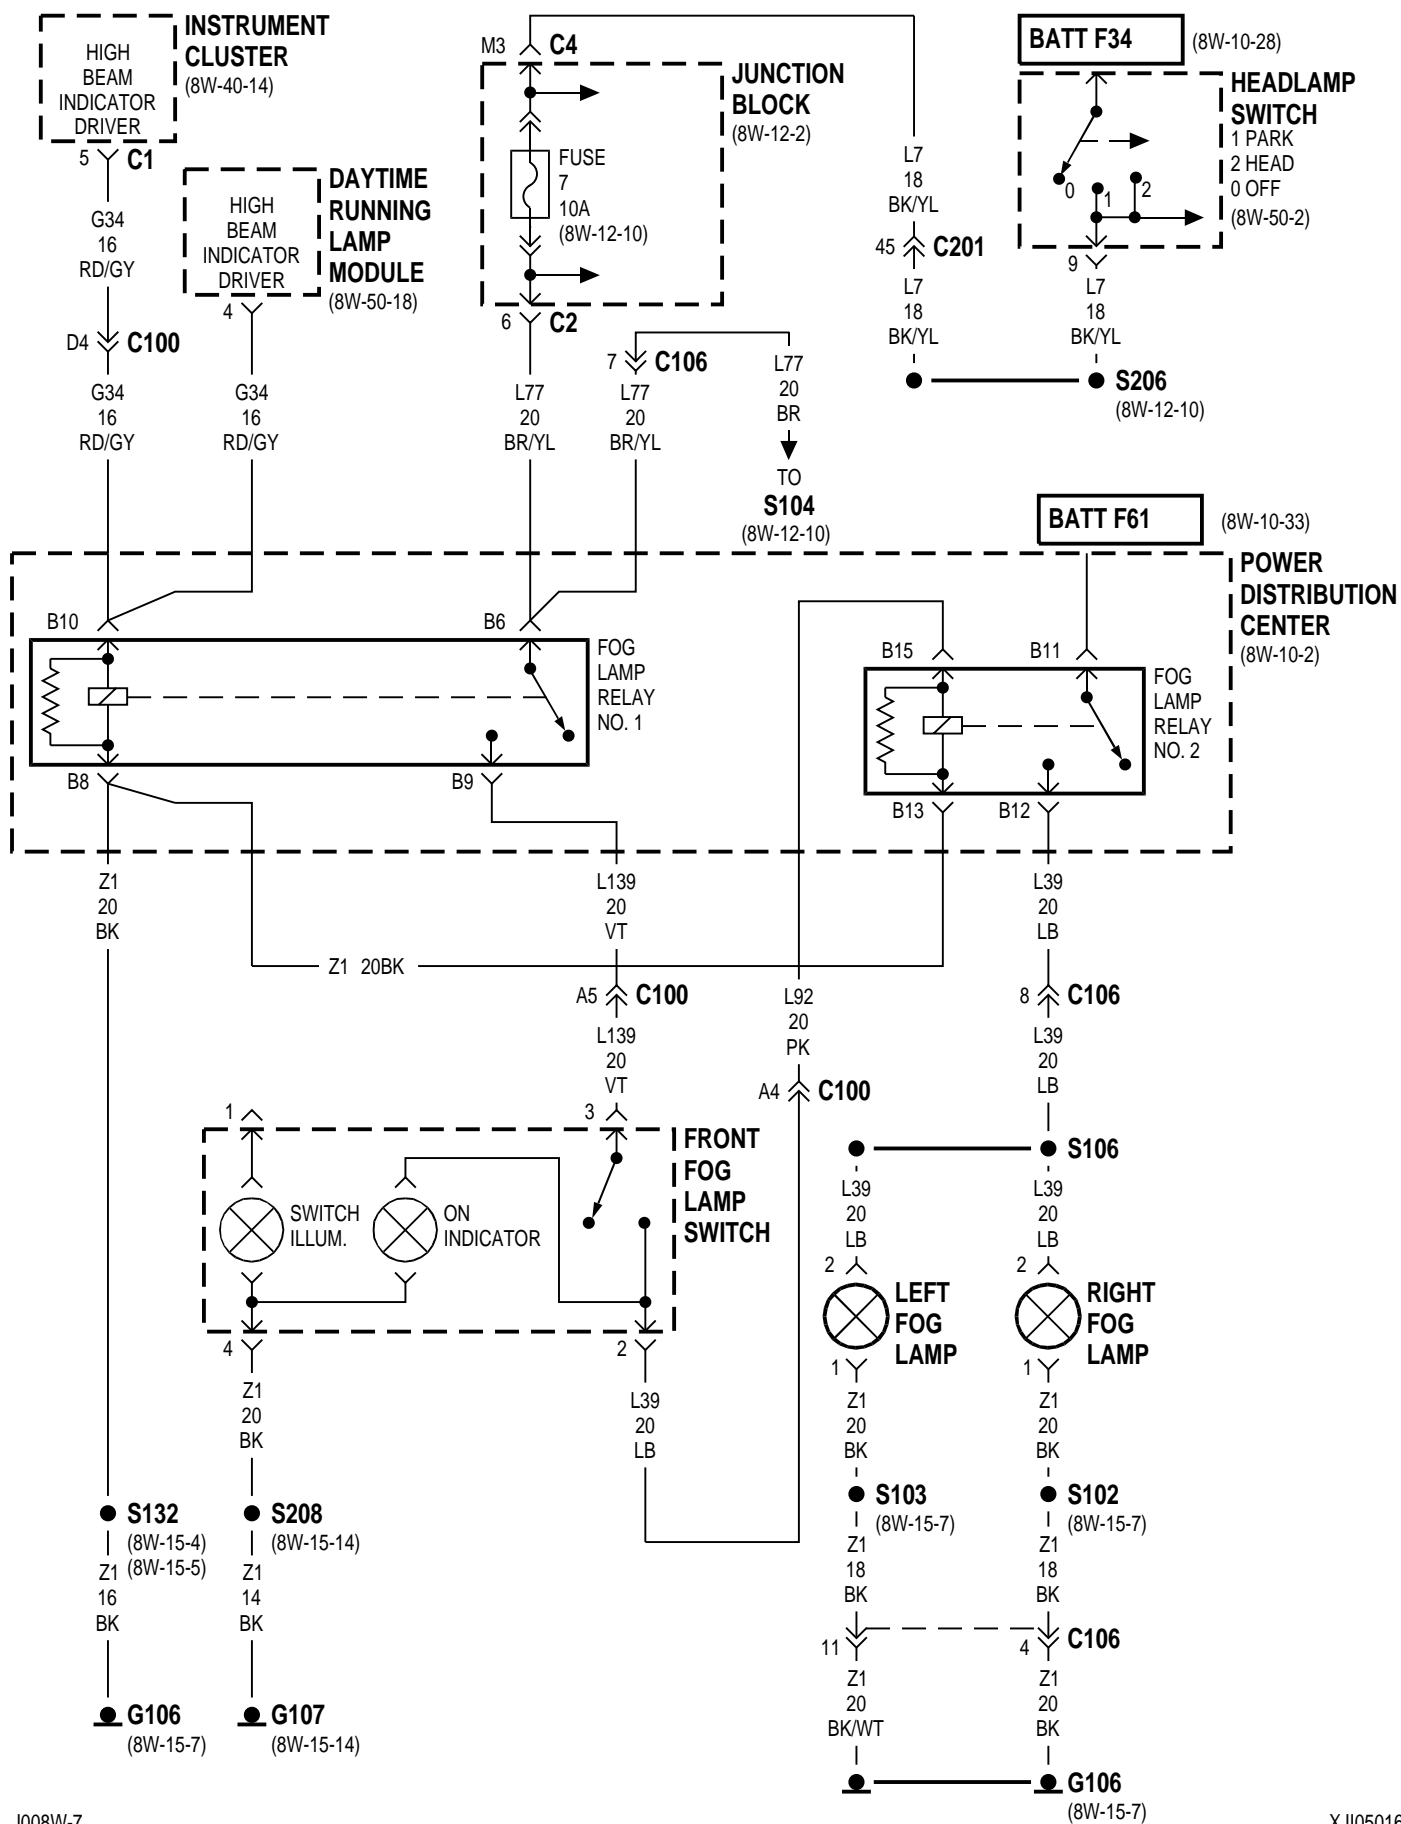 INSTRUMENT
CLUSTER
(8W-40-14)
HIGH
BEAM
INDICATOR
DRIVER
5
C1
G34
16
RD/GY
D4
C100
G34
16
RD/GY
DAYTIME
RUNNING
LAMP
MODULE
(8W-50-18)
HIGH
BEAM
INDICATOR
DRIVER
4
G34
16
RD/GY
M3
C4
JUNCTION
BLOCK
(8W-12-2)
FUSE
7
10A
(8W-12-10)
6
C2
L77
20
BR/YL
7
C106
L77
20
BR/YL
L77
20
BR
TO
S104
(8W-12-10)
L7
18
BK/YL
45
C201
L7
18
BK/YL
BATT F34
(8W-10-28)
HEADLAMP
SWITCH
1 PARK
2 HEAD
0 OFF
(8W-50-2)
0
1
2
9
L7
18
BK/YL
S206
(8W-12-10)
BATT F61
(8W-10-33)
POWER
DISTRIBUTION
CENTER
(8W-10-2)
B10
B6
FOG
LAMP
RELAY
NO. 1
B8
B9
B15
B11
FOG
LAMP
RELAY
NO. 2
B13
B12
Z1
20
BK
Z1 20BK
L139
20
VT
A5
C100
L139
20
VT
L92
20
PK
A4
C100
L39
20
LB
8
C106
L39
20
LB
S106
1
3
FRONT
FOG
LAMP
SWITCH
SWITCH
ILLUM.
ON
INDICATOR
4
2
Z1
20
BK
L39
20
LB
L39
20
LB
L39
20
LB
2
2
LEFT
FOG
LAMP
RIGHT
FOG
LAMP
1
1
Z1
20
BK
Z1
20
BK
S132
(8W-15-4)
(8W-15-5)
S208
(8W-15-14)
S103
(8W-15-7)
S102
(8W-15-7)
Z1
16
BK
Z1
14
BK
Z1
18
BK
Z1
18
BK
11
4
C106
Z1
20
BK/WT
Z1
20
BK
G106
(8W-15-7)
G107
(8W-15-14)
G106
(8W-15-7)
J008W-7
XJI05016